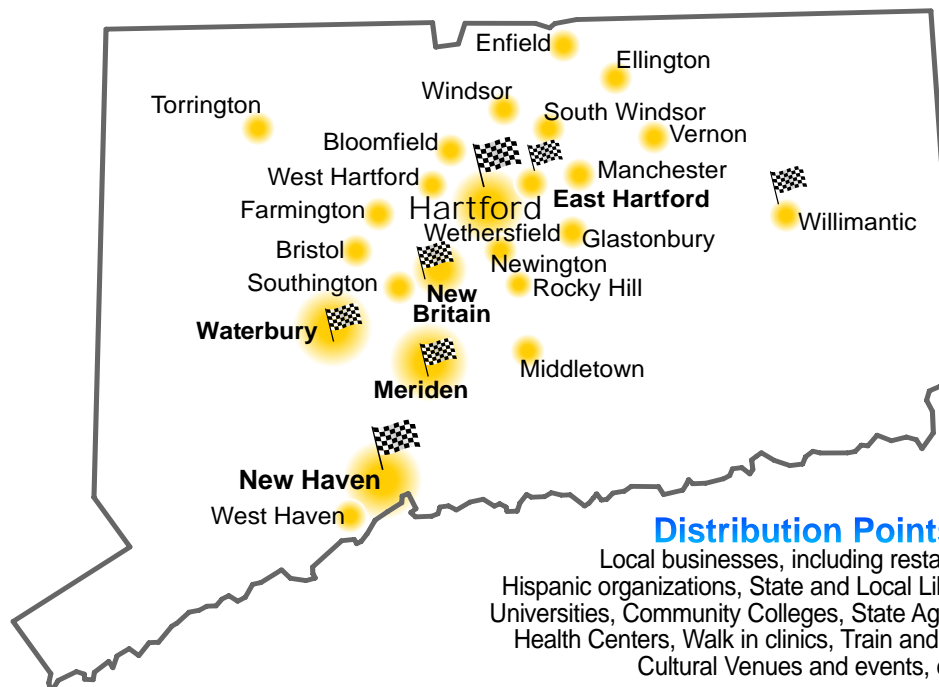 Enfield
Ellington
Windsor
Torrington
South Windsor
Vernon
Bloomfield
Manchester
West Hartford
East Hartford
Hartford
Farmington
Willimantic
Wethersfield
Glastonbury
Bristol
Newington
Southington
Rocky Hill
New
Britain
Waterbury
Middletown
Meriden
New Haven
West Haven
Distribution Points
Local businesses, including resta
Hispanic organizations, State and Local Li
Universities, Community Colleges, State Ag
Health Centers, Walk in clinics, Train and
Cultural Venues and events,